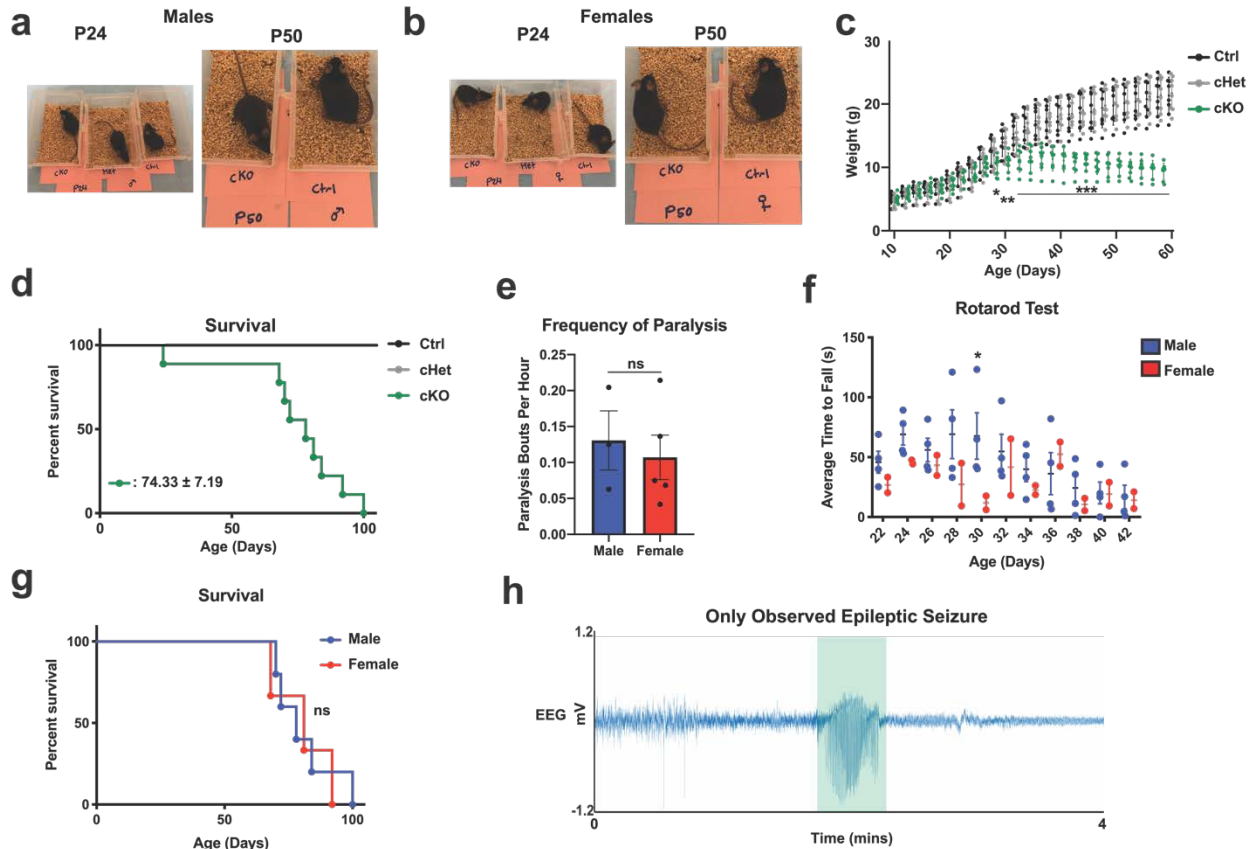 a
Males
P24
P50
cKO
Het
Ctrl
P24
♂
cKO
Ctrl
P50
♂
b
Females
P24
P50
cKO
Het
Ctrl
P24
♀
cKO
Ctrl
P50
♀
c
Weight (g)
30
20
10
0
10 20 30 40 50 60
Age (Days)
* ** ***
Ctrl
cHet
cKO
d
Survival
Percent survival
100
50
0
0 50 100
Age (Days)
: 74.33 ± 7.19
Ctrl
cHet
cKO
e
Frequency of Paralysis
Paralysis Bouts Per Hour
0.25
0.20
0.15
0.10
0.05
0.00
ns
Male Female
f
Rotarod Test
Average Time to Fall (s)
150
100
50
0
*
22 24 26 28 30 32 34 36 38 40 42
Age (Days)
Male
Female
g
Survival
Percent survival
100
50
0
0 50 100
Age (Days)
ns
Male
Female
h
Only Observed Epileptic Seizure
1.2
EEG mV
-1.2
0 4
Time (mins)